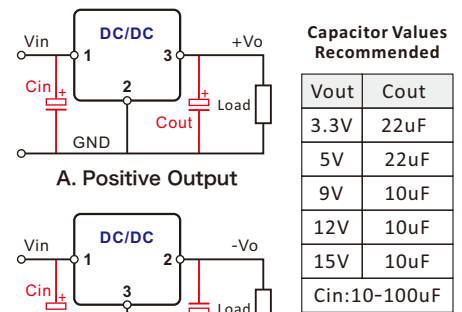 Vin
DC/DC
+Vo
1
3
Cin
+
2
+
Load
Cout
GND
A. Positive Output
Vin
DC/DC
-Vo
1
2
Cin
+
3
Load
Capacitor Values
Recommended
Vout Cout
3.3V 22uF
5V 22uF
9V 10uF
12V 10uF
15V 10uF
Cin:10-100uF